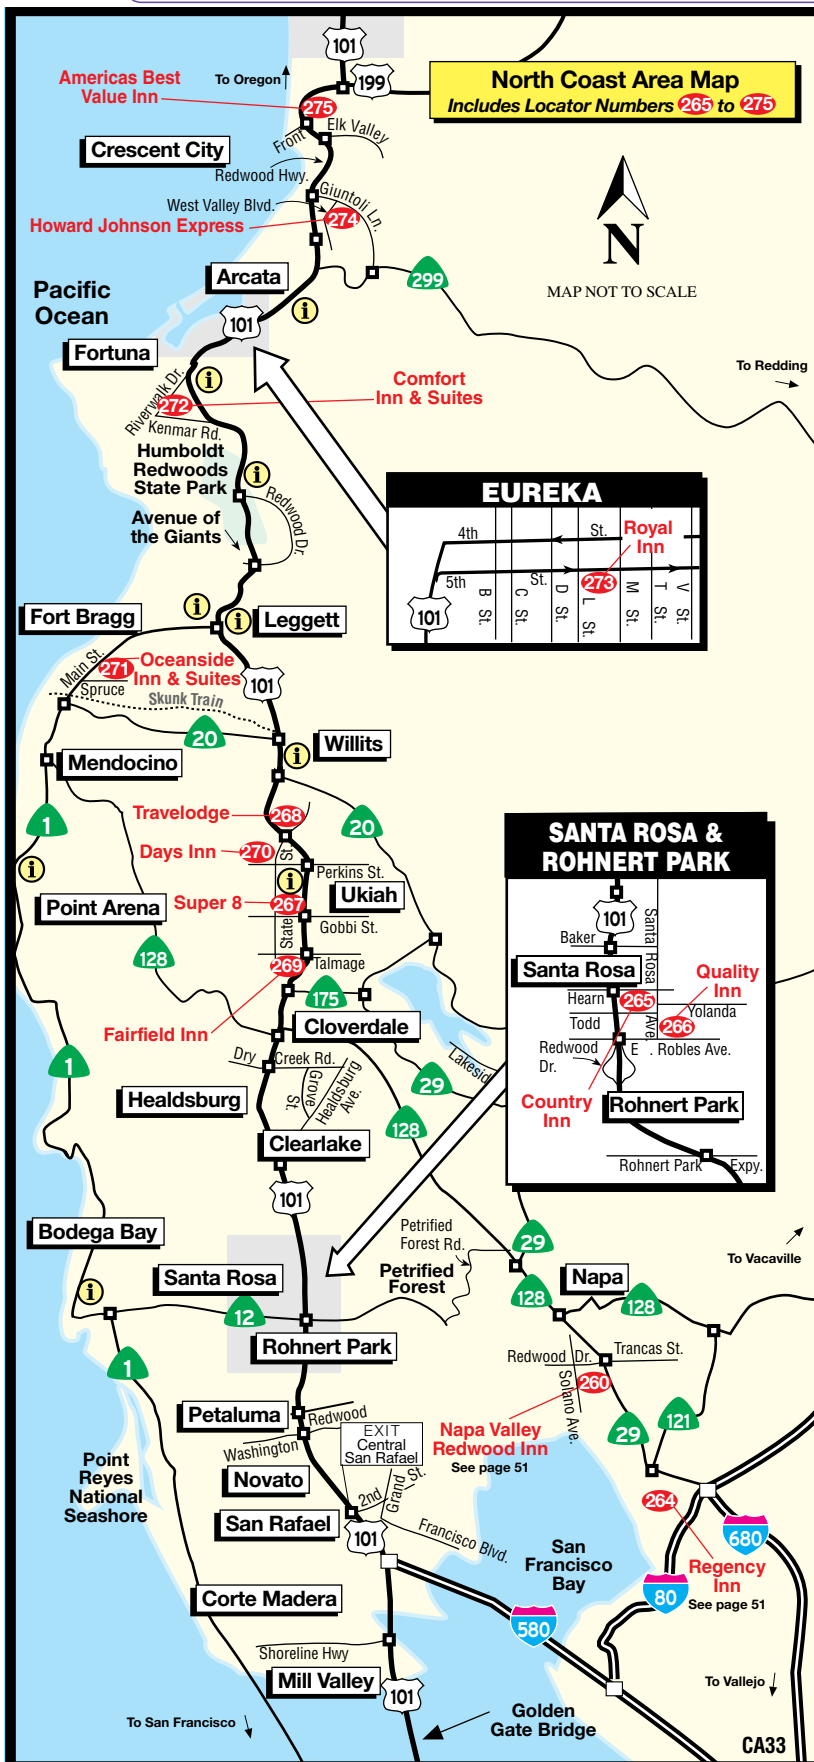 North Coast Area Map
Includes Locator Numbers 265 to 275
101
199
To Oregon
Americas Best
Value Inn
275
Front
Elk Valley
Crescent City
Redwood Hwy.
Giuntoli Ln.
West Valley Blvd.
274
Howard Johnson Express
N
MAP NOT TO SCALE
Arcata
299
Pacific
Ocean
i
101
Fortuna
To Redding
i
Comfort
Inn & Suites
Riverwalk Dr.
272
Kenmar Rd.
Humboldt
Redwoods
State Park
i
Redwood Dr.
Avenue of
the Giants
EUREKA
4th
St.
Royal
Inn
5th
St.
273
101
B St.
C St.
D St.
L St.
M St.
T St.
V St.
i
i
Fort Bragg
Leggett
Main St.
271
Oceanside
Inn & Suites
Spruce
101
Skunk Train
20
Willits
i
Mendocino
1
Travelodge
268
20
Days Inn
270
St.
Perkins St.
i
i
Ukiah
Point Arena
Super 8
267
State
Gobbi St.
128
269
Talmage
175
Fairfield Inn
Cloverdale
1
Dry
Creek Rd.
Lakeside
29
Grove St.
Healdsburg Ave.
Healdsburg
128
Clearlake
101
SANTA ROSA &
ROHNERT PARK
101
Santa Rosa
Ave.
Baker
Santa Rosa
Quality
Inn
Hearn
265
Yolanda
Todd
266
Redwood
Dr.
E . Robles Ave.
Country
Inn
Rohnert Park
Rohnert Park
Expy.
Bodega Bay
Petrified
Forest Rd.
29
To Vacaville
Santa Rosa
Petrified
Forest
Napa
i
12
128
128
Rohnert Park
1
Redwood Dr.
Trancas St.
Solano Ave.
260
Petaluma
Redwood
Washington
EXIT
Central
San Rafael
Napa Valley
Redwood Inn
See page 51
29
121
Point
Reyes
National
Seashore
Novato
2nd
Grand
St.
264
San Rafael
101
Francisco Blvd.
San
Francisco
Bay
680
Regency
Inn
See page 51
80
Corte Madera
580
Shoreline Hwy
Mill Valley
101
To Vallejo
To San Francisco
Golden
Gate Bridge
CA33